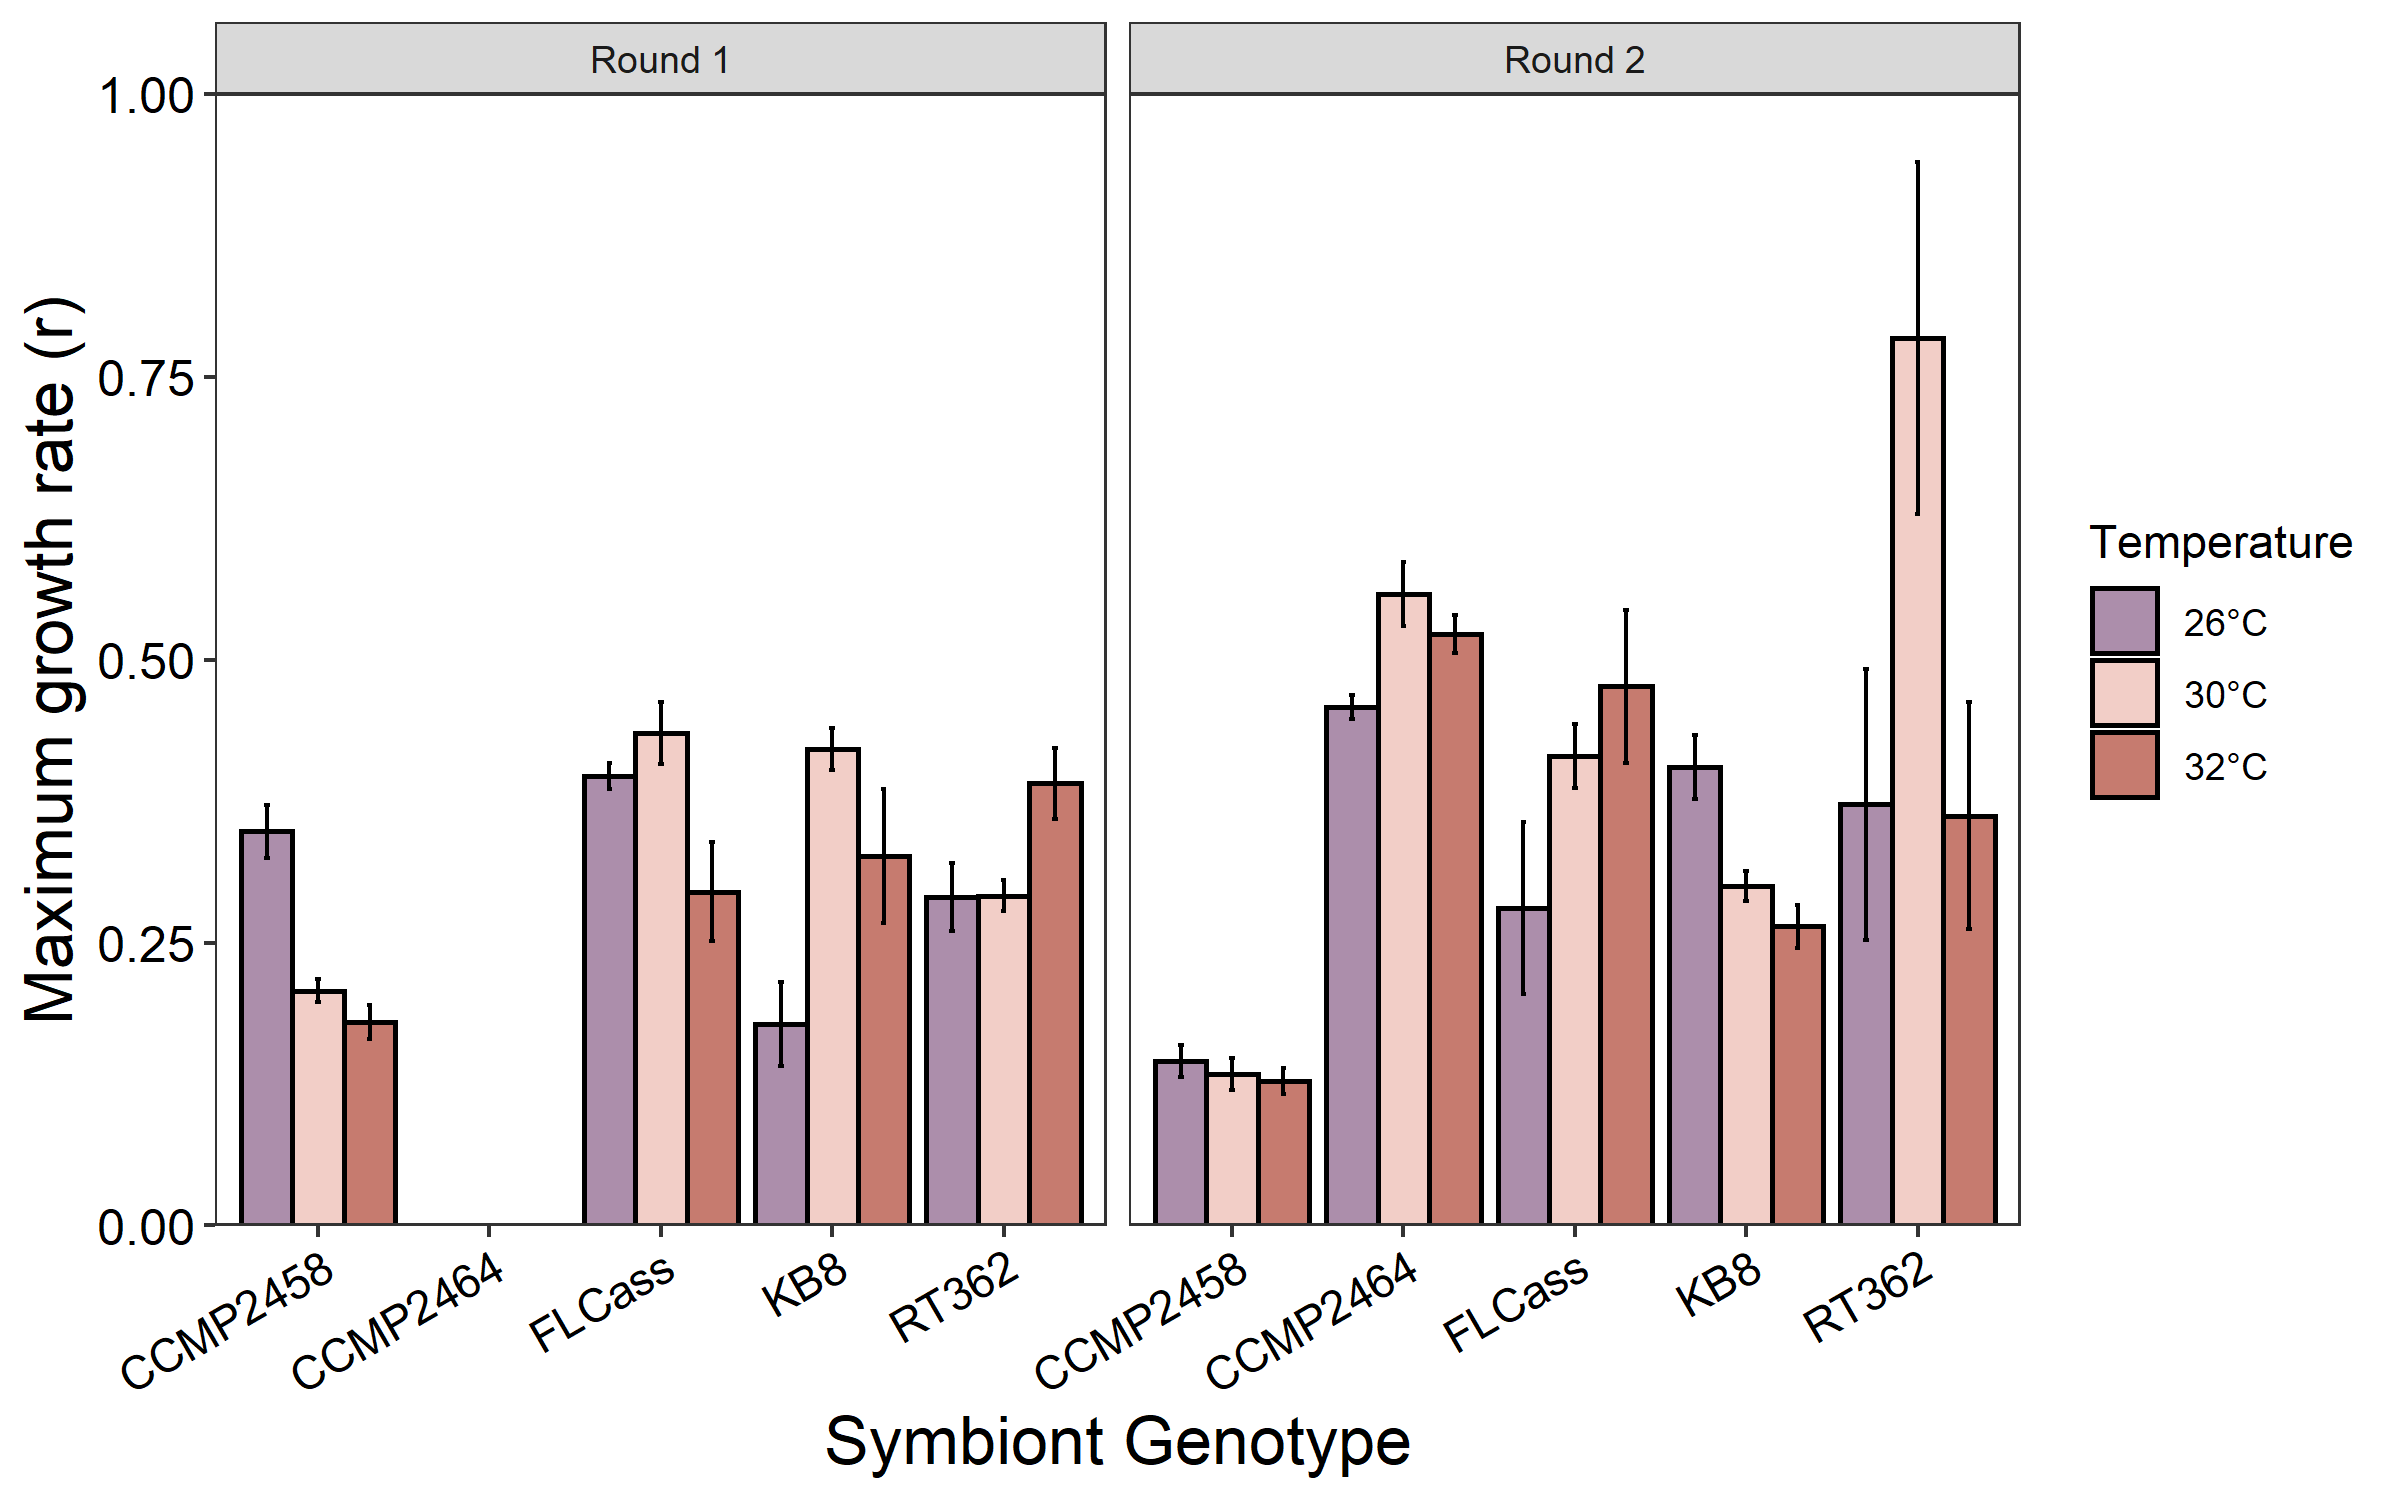 Round 1
Round 2
Maximum growth rate (r)
1.00
0.75
0.50
0.25
0.00
CCMP2458
CCMP2464
FLCass
KB8
RT362
CCMP2458
CCMP2464
FLCass
KB8
RT362
Symbiont Genotype
Temperature
26°C
30°C
32°C